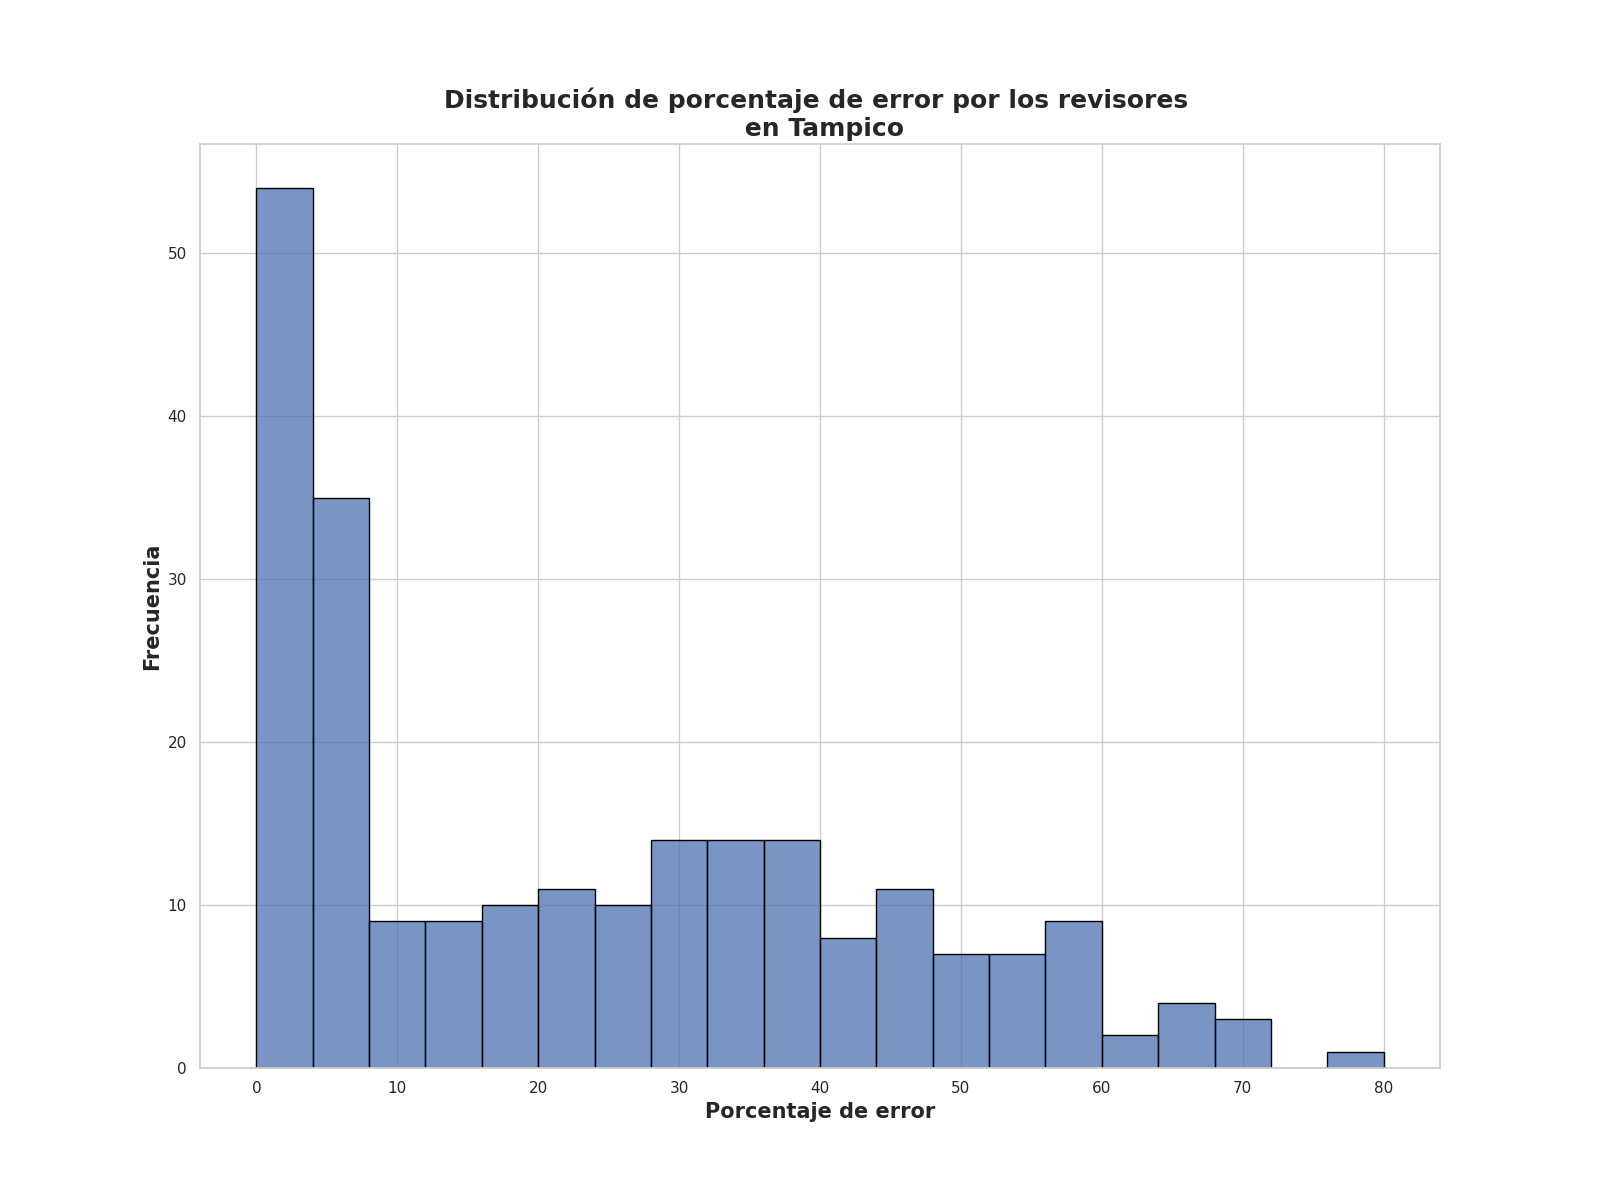 Distribución de porcentaje de error por los revisores
en Tampico
Frecuencia
50
40
30
20
10
0
0 10 20 30 40 50 60 70 80
Porcentaje de error